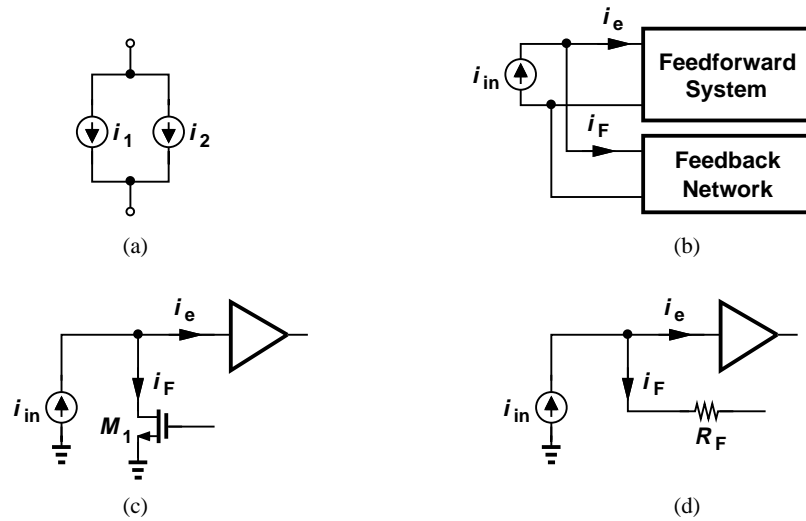 i1
i2
(a)
ie
iin
iF
Feedforward
System
Feedback
Network
(b)
ie
iF
iin
M1
(c)
ie
iF
iin
RF
(d)